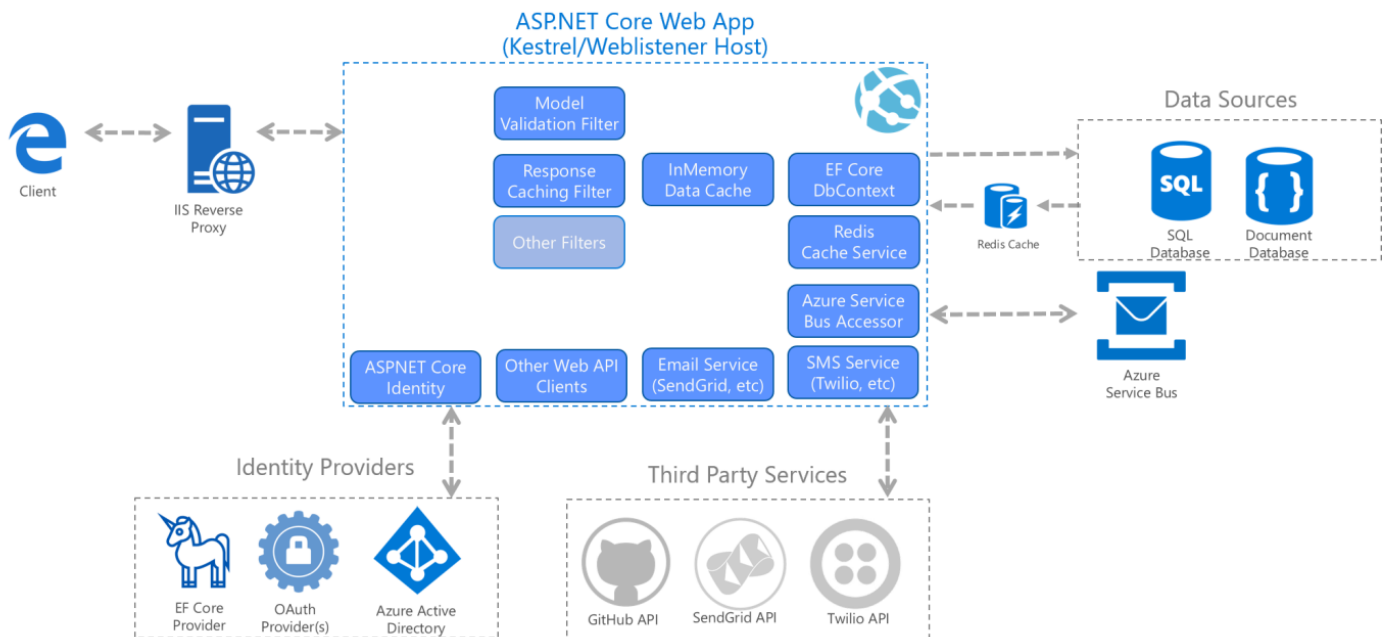 ASP.NET Core Web App
(Kestrel/Weblistener Host)
Model
Validation Filter
Response
Caching Filter
Other Filters
InMemory
Data Cache
EF Core
DbContext
Redis
Cache Service
Azure Service
Bus Accessor
ASPNET Core
Identity
Other Web API
Clients
Email Service
(SendGrid, etc)
SMS Service
(Twilio, etc)
Client
IIS Reverse
Proxy
Data Sources
SQL
SQL
Database
{ }
Document
Database
Redis Cache
Azure
Service Bus
Identity Providers
EF Core
Provider
OAuth
Provider(s)
Azure Active
Directory
Third Party Services
GitHub API
SendGrid API
Twilio API